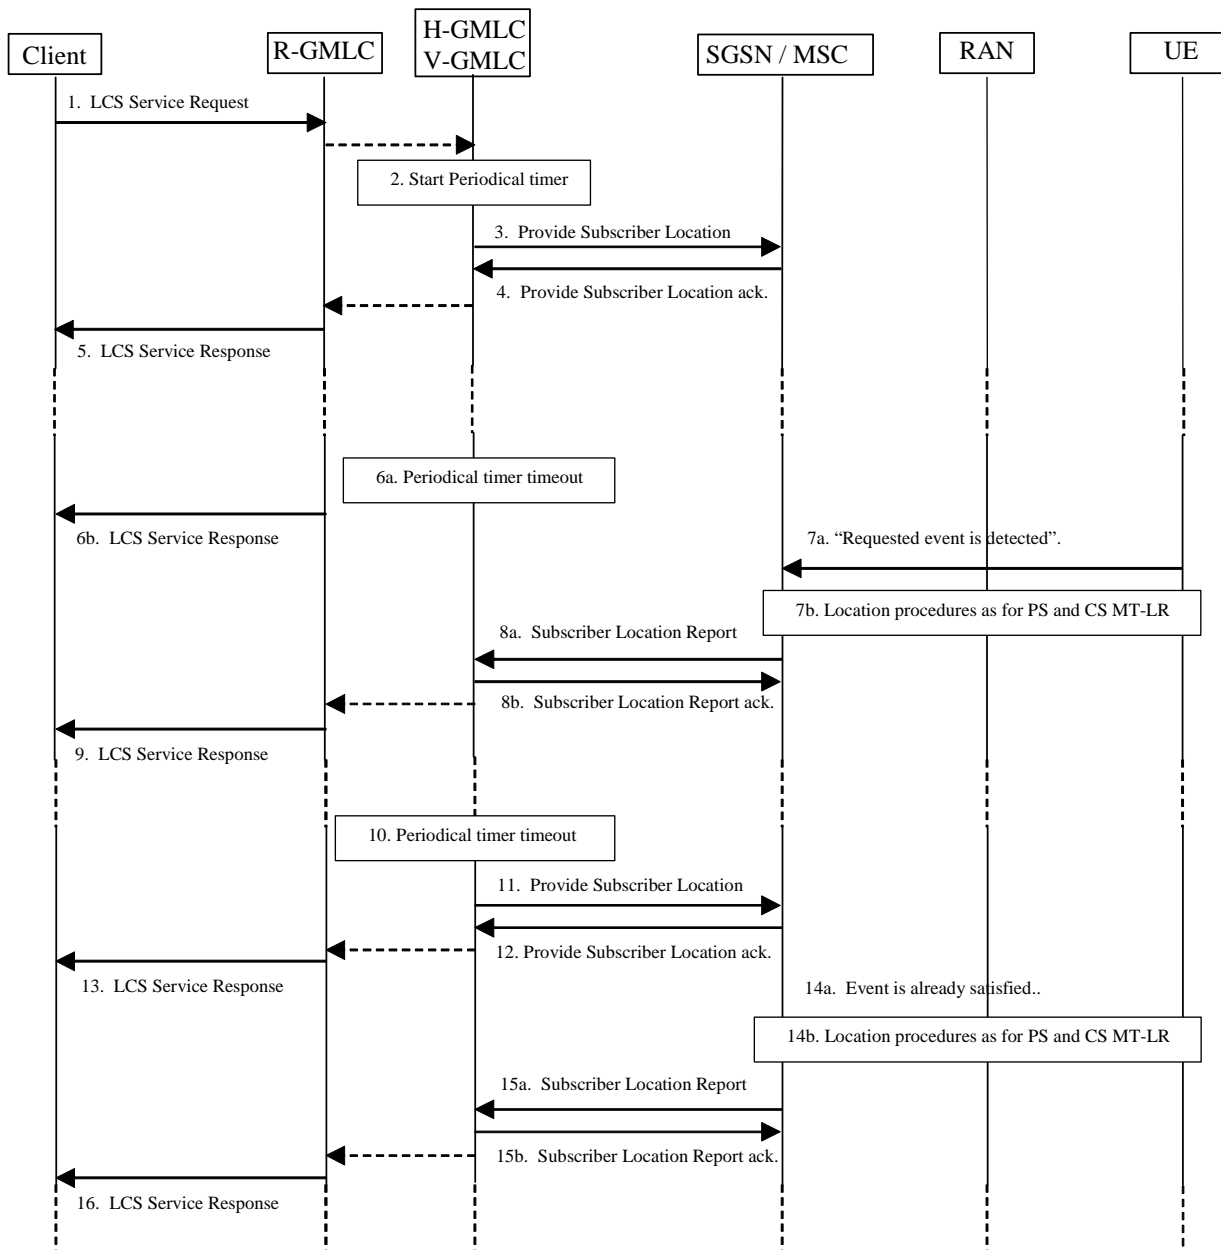 Client
R-GMLC
H-GMLC
V-GMLC
SGSN / MSC
RAN
UE
1. LCS Service Request
2. Start Periodical timer
3. Provide Subscriber Location
4. Provide Subscriber Location ack.
5. LCS Service Response
6a. Periodical timer timeout
6b. LCS Service Response
7a. “Requested event is detected”.
7b. Location procedures as for PS and CS MT-LR
8a. Subscriber Location Report
8b. Subscriber Location Report ack.
9. LCS Service Response
10. Periodical timer timeout
11. Provide Subscriber Location
12. Provide Subscriber Location ack.
13. LCS Service Response
14a. Event is already satisfied..
14b. Location procedures as for PS and CS MT-LR
15a. Subscriber Location Report
15b. Subscriber Location Report ack.
16. LCS Service Response